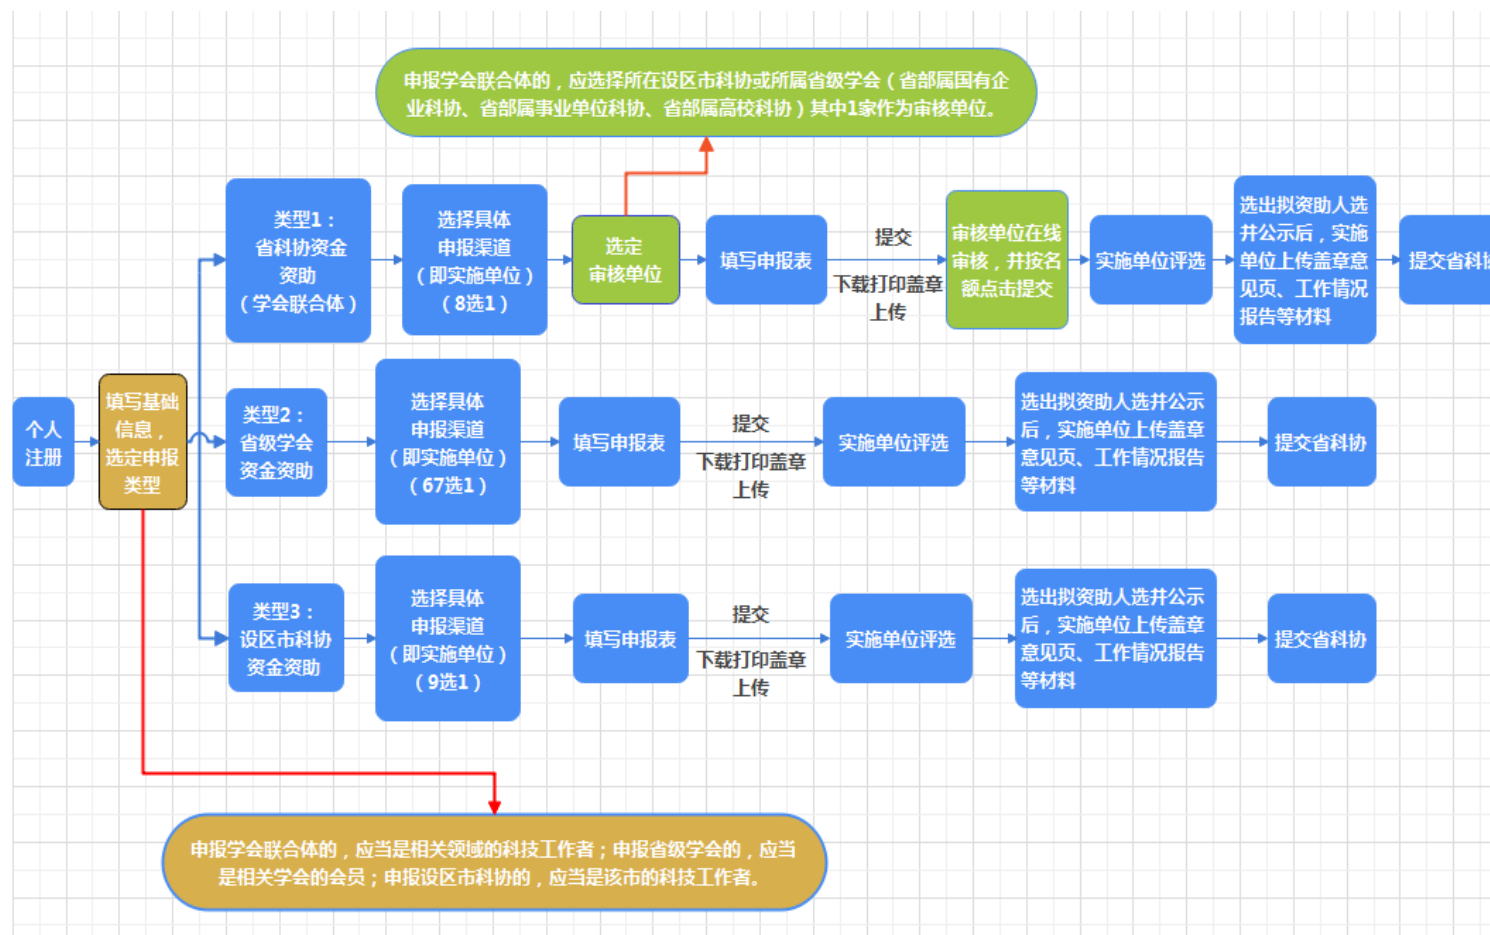 申报学会联合体的，应选择所在设区市科协或所属省级学会（省部属国有企
业科协、省部属事业单位科协、省部属高校科协）其中1家作为审核单位。
类型1：
省科协资金
资助
（学会联合体）
选择具体
申报渠道
（即实施单位）
（8选1）
选定
审核单位
填写申报表
提交
下载打印盖章
上传
审核单位在线
审核，并按名
额点击提交
实施单位评选
选出拟资助人选
并公示后，实施
单位上传盖章意
见页、工作情况
报告等材料
提交省科协
个人
注册
填写基础
信息，
选定申报
类型
类型2：
省级学会
资金资助
选择具体
申报渠道
（即实施单位）
（67选1）
填写申报表
提交
下载打印盖章
上传
实施单位评选
选出拟资助人选并公示
后，实施单位上传盖章
意见页、工作情况报告
等材料
提交省科协
类型3：
设区市科协
资金资助
选择具体
申报渠道
（即实施单位）
（9选1）
填写申报表
提交
下载打印盖章
上传
实施单位评选
选出拟资助人选并公示
后，实施单位上传盖章
意见页、工作情况报告
等材料
提交省科协
申报学会联合体的，应当是相关领域的科技工作者；申报省级学会的，应当
是相关学会的会员；申报设区市科协的，应当是该市的科技工作者。